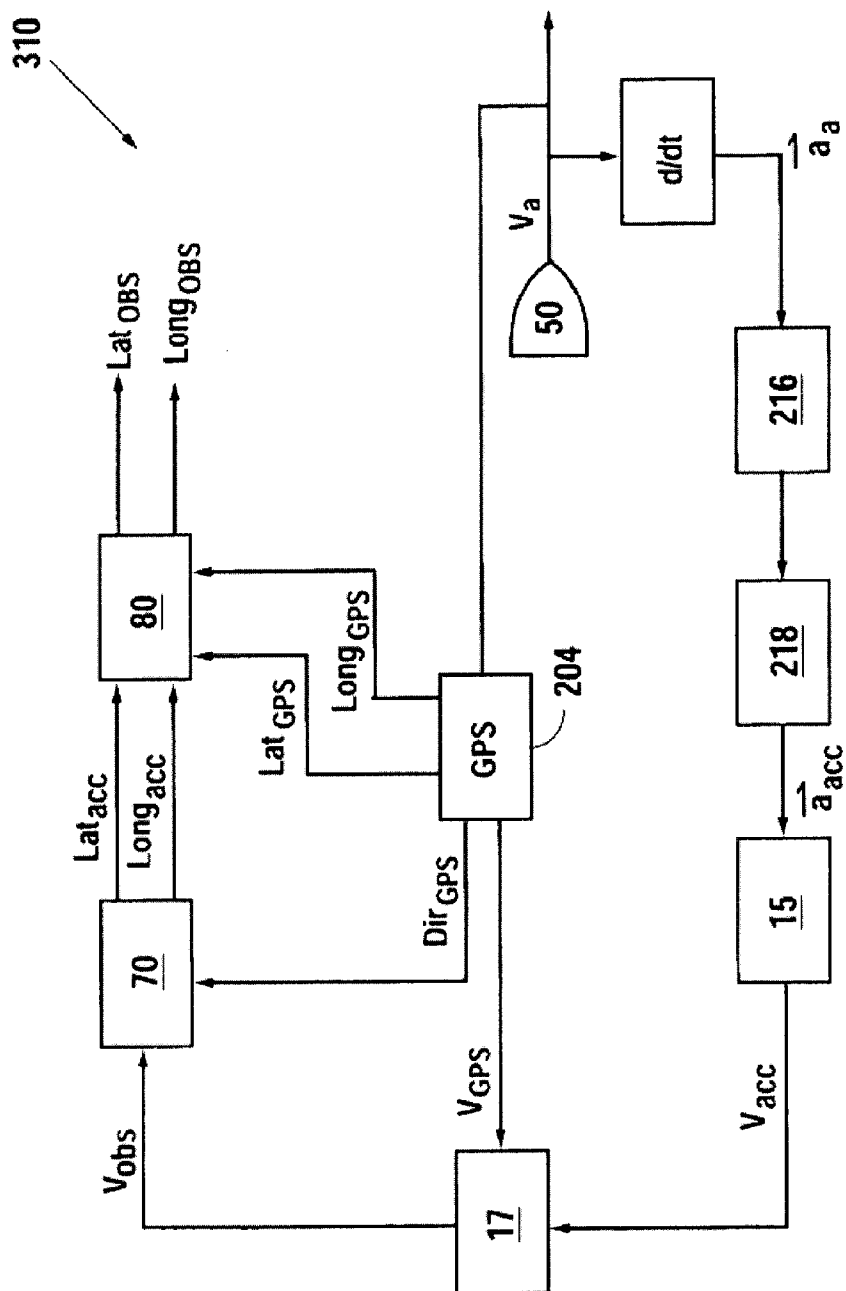 310
Lat OBS
Long OBS
80
Lat acc
Long acc
70
Lat GPS
Long GPS
Dir GPS
GPS
204
V GPS
V obs
17
V acc
15
a acc
218
216
a a
d/dt
V a
50